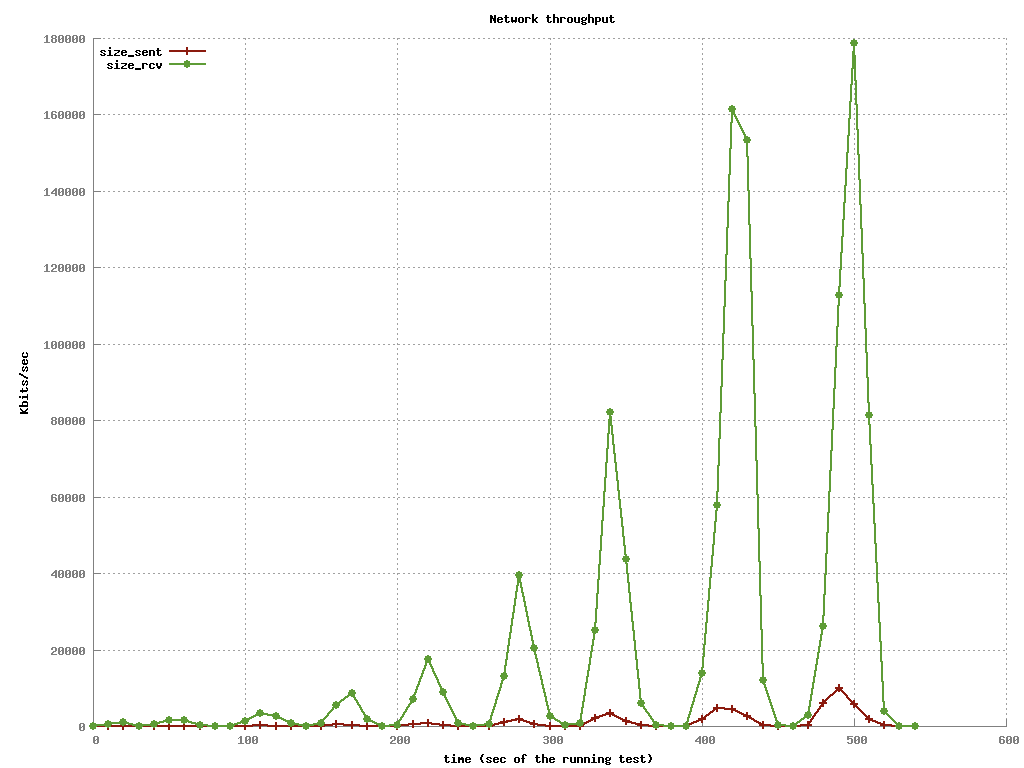 Network throughput
size_sent
size_rcv
180000
160000
140000
120000
100000
80000
60000
40000
20000
0
Kbits/sec
0 100 200 300 400 500 600
time (sec of the running test)